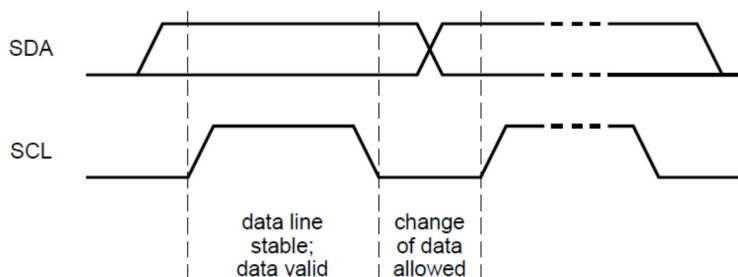 SDA
SCL
data line
stable;
data valid
change
of data
allowed